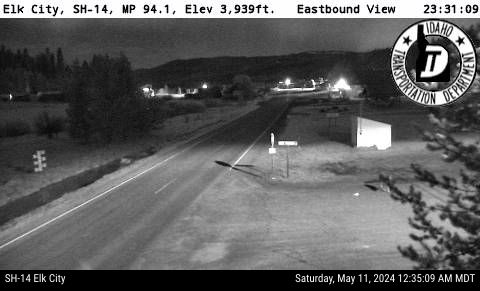 Elk City, SH-14, MP 94.1, Elev 3,939ft. Eastbound View 23:31:09
IDAHO
TRANSPORTATION DEPARTMENT
SH-14 Elk City Saturday, May 11, 2024 12:35:09 AM MDT